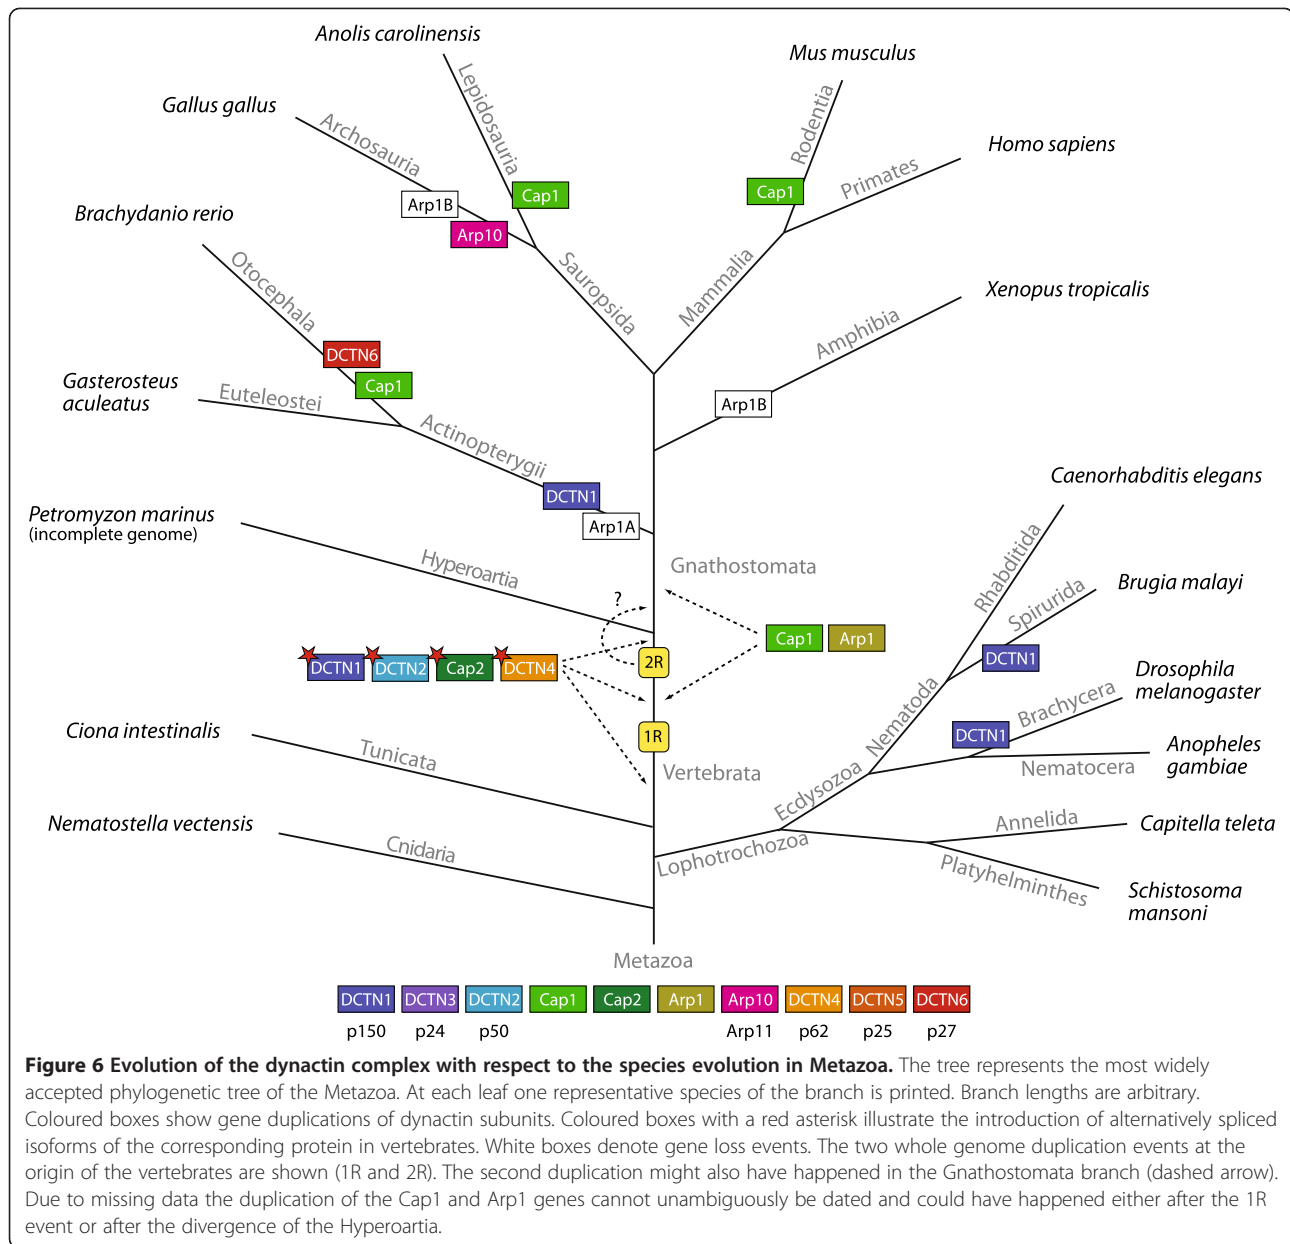 Anolis carolinensis
Mus musculus
Gallus gallus
Lepidosauria
Rodentia
Homo sapiens
Archosauria
Primates
Cap1
Cap1
Arp1B
Brachydanio rerio
Arp10
Otocephala
Sauropsida
Mammalia
Xenopus tropicalis
Amphibia
DCTN6
Gasterosteus
aculeatus
Euteleostei
Cap1
Arp1B
Actinopterygii
Caenorhabditis elegans
DCTN1
Petromyzon marinus
(incomplete genome)
Arp1A
Hyperoartia
Gnathostomata
Rhabditida
Brugia malayi
Spirurida
?
Cap1 Arp1
DCTN1 DCTN2 Cap2 DCTN4
2R
DCTN1
Drosophila
melanogaster
Nematoda
Brachycera
Ciona intestinalis
1R
DCTN1
Anopheles
gambiae
Tunicata
Vertebrata
Nematocera
Ecdysozoa
Nematostella vectensis
Annelida
Capitella teleta
Cnidaria
Lophotrochozoa
Platyhelminthes
Schistosoma
mansoni
Metazoa
DCTN1 DCTN3 DCTN2 Cap1 Cap2 Arp1 Arp10 DCTN4 DCTN5 DCTN6
p150 p24 p50 Arp11 p62 p25 p27
Figure 6 Evolution of the dynactin complex with respect to the species evolution in Metazoa. The tree represents the most widely
accepted phylogenetic tree of the Metazoa. At each leaf one representative species of the branch is printed. Branch lengths are arbitrary.
Coloured boxes show gene duplications of dynactin subunits. Coloured boxes with a red asterisk illustrate the introduction of alternatively spliced
isoforms of the corresponding protein in vertebrates. White boxes denote gene loss events. The two whole genome duplication events at the
origin of the vertebrates are shown (1R and 2R). The second duplication might also have happened in the Gnathostomata branch (dashed arrow).
Due to missing data the duplication of the Cap1 and Arp1 genes cannot unambiguously be dated and could have happened either after the 1R
event or after the divergence of the Hyperoartia.